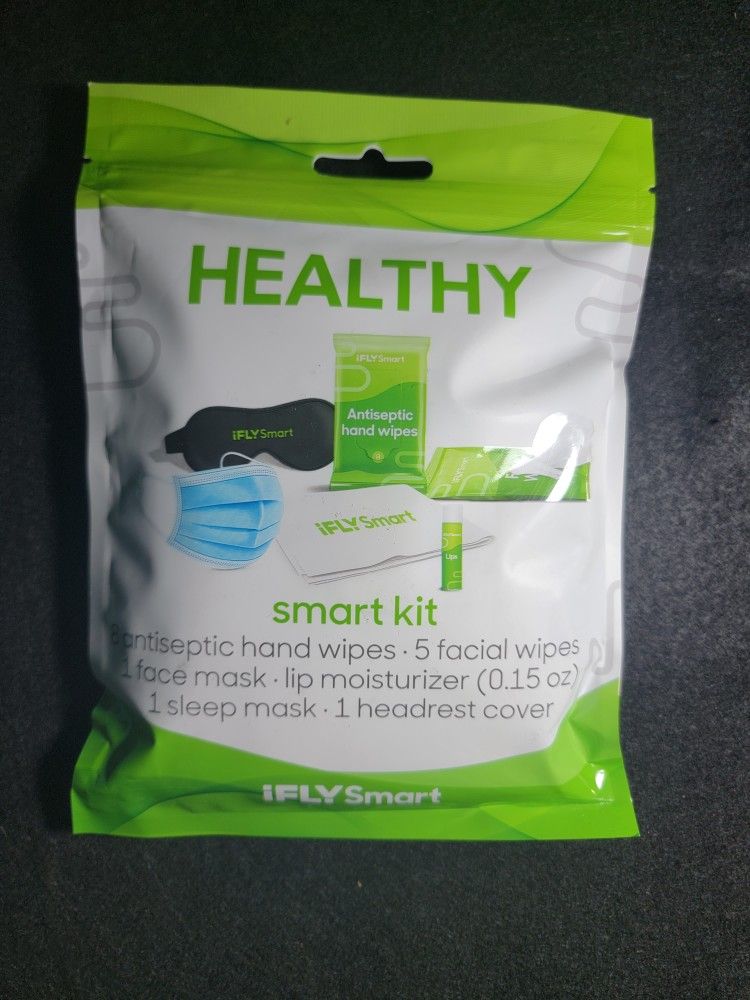 HEALTHY
iFLYSmart
Antiseptic
hand wipes
8
iFLYSmart
iFLYSmart
Lips
smart kit
8 antiseptic hand wipes · 5 facial wipes
1 face mask · lip moisturizer (0.15 oz)
1 sleep mask · 1 headrest cover
iFLYSmart